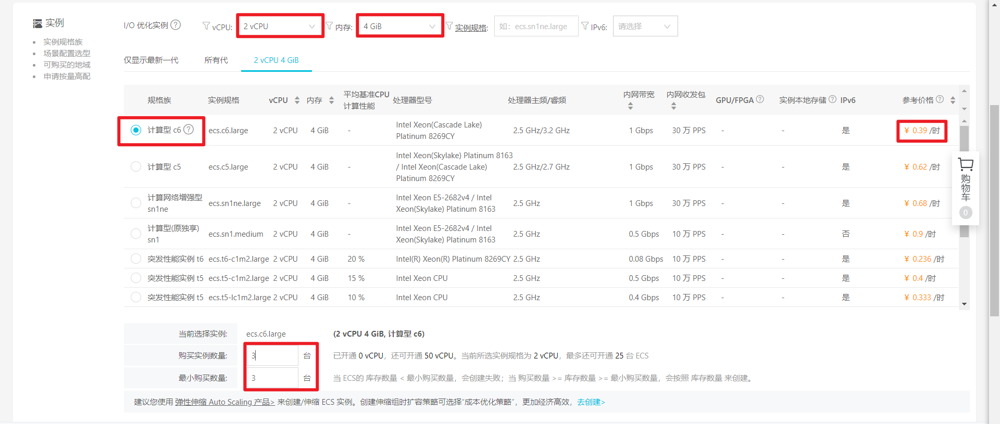 实例
实例规格族
场景配置选型
可购买的地域
申请按量高配
I/O 优化实例 ? vCPU: 2 vCPU 内存: 4 GiB 实例规格: 如：ecs.sn1ne.large IPv6: 请选择
仅显示最新一代 所有代 2 vCPU 4 GiB
规格族 实例规格 vCPU 内存 平均基准CPU计算性能 处理器型号 处理器主频/睿频 内网带宽 内网收发包 GPU/FPGA ? 实例本地存储 ? IPv6 参考价格 ?
计算型 c6 ? ecs.c6.large 2 vCPU 4 GiB - Intel Xeon(Cascade Lake) Platinum 8269CY 2.5 GHz/3.2 GHz 1 Gbps 30 万 PPS - - 是 ¥ 0.39 /时
计算型 c5 ecs.c5.large 2 vCPU 4 GiB - Intel Xeon(Skylake) Platinum 8163 / Intel Xeon(Cascade Lake) Platinum 8269CY 2.5 GHz/2.7 GHz 1 Gbps 30 万 PPS - - 是 ¥ 0.62 /时
计算网络增强型 sn1ne ecs.sn1ne.large 2 vCPU 4 GiB - Intel Xeon E5-2682v4 / Intel Xeon(Skylake) Platinum 8163 2.5 GHz 1 Gbps 30 万 PPS - - 是 ¥ 0.68 /时
计算型(原独享) sn1 ecs.sn1.medium 2 vCPU 4 GiB - Intel Xeon E5-2682v4 / Intel Xeon(Skylake) Platinum 8163 2.5 GHz 0.5 Gbps 10 万 PPS - - 否 ¥ 0.9 /时
突发性能实例 t6 ecs.t6-c1m2.large 2 vCPU 4 GiB 20 % Intel(R) Xeon(R) Platinum 8269CY 2.5 GHz 0.08 Gbps 10 万 PPS - - 是 ¥ 0.236 /时
突发性能实例 t5 ecs.t5-c1m2.large 2 vCPU 4 GiB 15 % Intel Xeon CPU 2.5 GHz 0.5 Gbps 10 万 PPS - - 是 ¥ 0.4 /时
突发性能实例 t5 ecs.t5-lc1m2.large 2 vCPU 4 GiB 10 % Intel Xeon CPU 2.5 GHz 0.4 Gbps 10 万 PPS - - 是 ¥ 0.333 /时
购物车
0
当前选择实例: ecs.c6.large (2 vCPU 4 GiB, 计算型 c6)
购买实例数量: 3 台 已开通 0 vCPU，还可开通 50 vCPU。当前所选实例规格为 2 vCPU，最多还可开通 25 台 ECS
最小购买数量: 3 台 当 ECS的 库存数量 < 最小购买数量，会创建失败；当 购买数量 >= 库存数量 >= 最小购买数量，会按照 库存数量 来创建。
建议您使用 弹性伸缩 Auto Scaling 产品> 来创建/伸缩 ECS 实例。创建伸缩组时扩容策略可选择“成本优化策略”，更加经济高效，去创建>